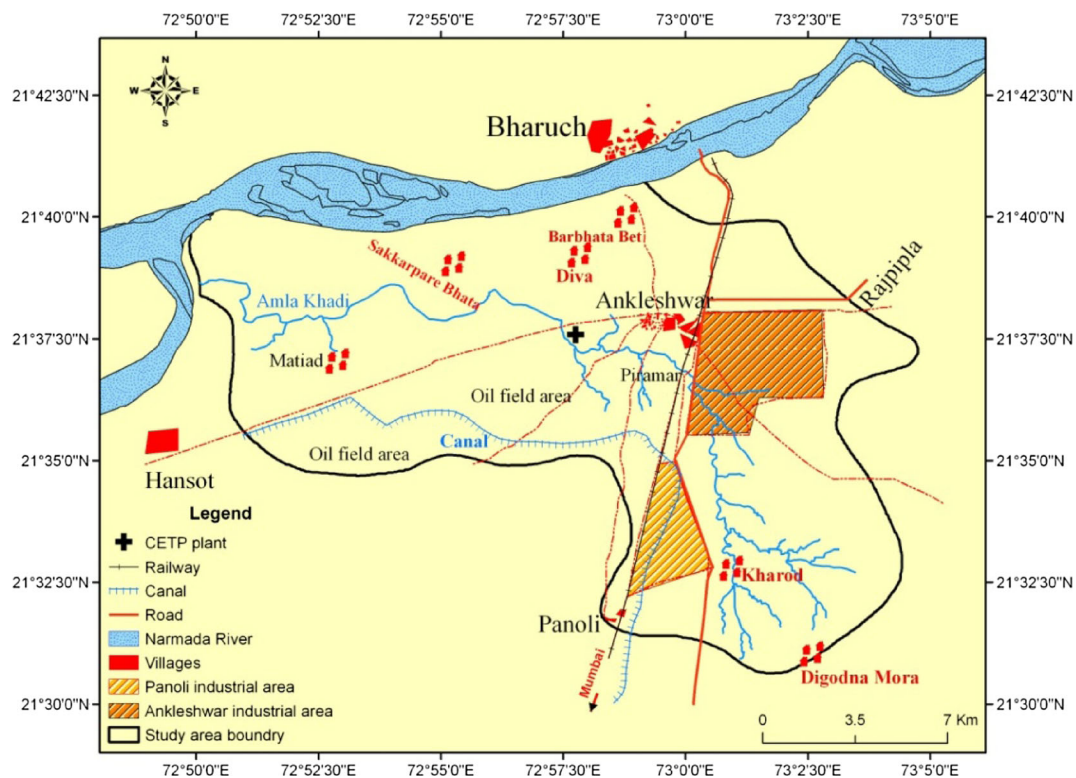 72°50'0"E 72°52'30"E 72°55'0"E 72°57'30"E 73°0'0"E 73°2'30"E 73°5'0"E
N
W E
S
21°42'30"N 21°42'30"N
Bharuch
21°40'0"N 21°40'0"N
Barbhata Bet
Sakkarpare Bhata
Diva
Rajpipla
Amla Khadi
Ankleshwar
21°37'30"N 21°37'30"N
Matiad
Piramar
Oil field area
Canal
Oil field area
21°35'0"N 21°35'0"N
Hansot
Legend
CETP plant
Railway
Canal
Road
Narmada River
Villages
Panoli industrial area
Ankleshwar industrial area
Study area boundry
21°32'30"N 21°32'30"N
Kharod
Panoli
Mumbai
Digodna Mora
21°30'0"N 21°30'0"N
0 3.5 7 Km
72°50'0"E 72°52'30"E 72°55'0"E 72°57'30"E 73°0'0"E 73°2'30"E 73°5'0"E